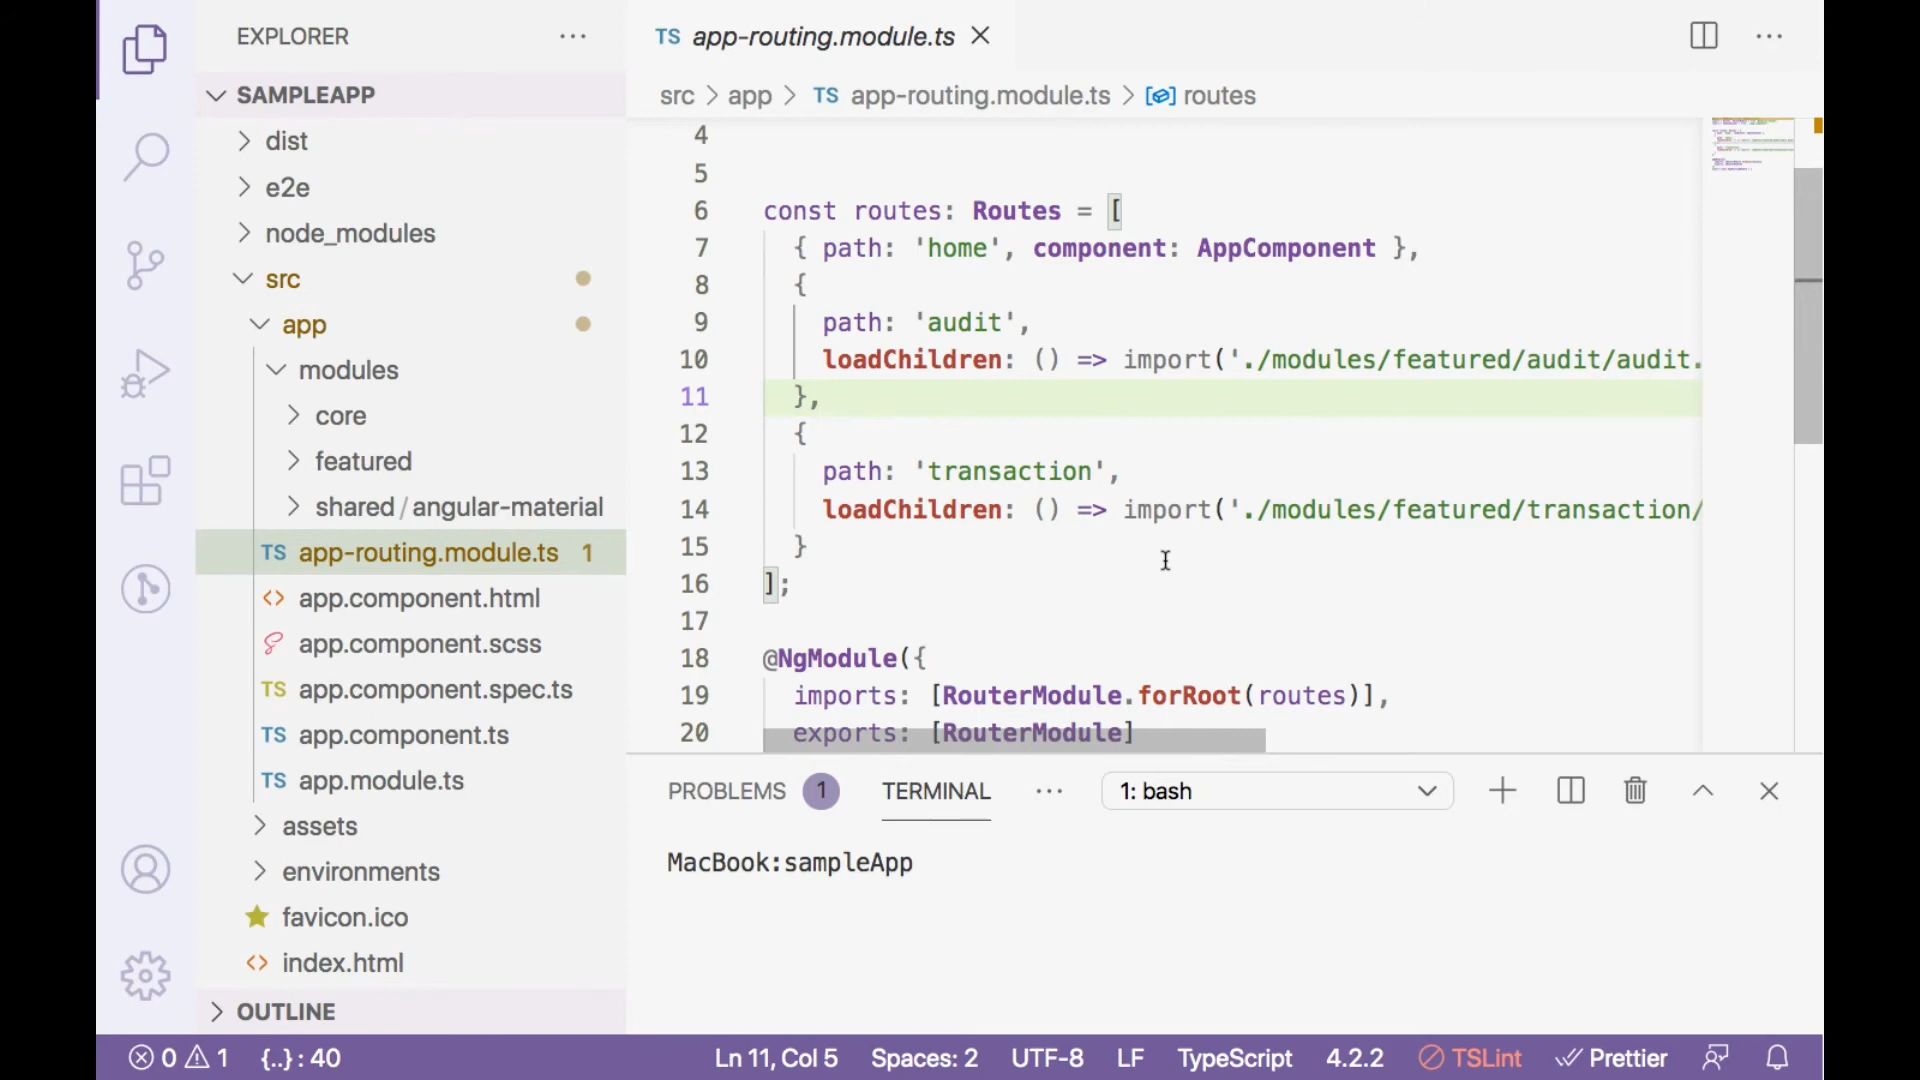 EXPLORER
SAMPLEAPP
dist
e2e
node_modules
src
app
modules
core
featured
shared / angular-material
TS app-routing.module.ts 1
<> app.component.html
app.component.scss
TS app.component.spec.ts
TS app.component.ts
TS app.module.ts
assets
environments
favicon.ico
<> index.html
OUTLINE
TS app-routing.module.ts
src > app > TS app-routing.module.ts > routes
4
5
6 const routes: Routes = [
7 { path: 'home', component: AppComponent },
8 {
9 path: 'audit',
10 loadChildren: () => import('./modules/featured/audit/audit.
11 },
12 {
13 path: 'transaction',
14 loadChildren: () => import('./modules/featured/transaction/
15 }
16 ];
17
18 @NgModule({
19 imports: [RouterModule.forRoot(routes)],
20 exports: [RouterModule]
PROBLEMS 1 TERMINAL ··· 1: bash
MacBook:sampleApp
0 1 {..} : 40 Ln 11, Col 5 Spaces: 2 UTF-8 LF TypeScript 4.2.2 TSLint Prettier